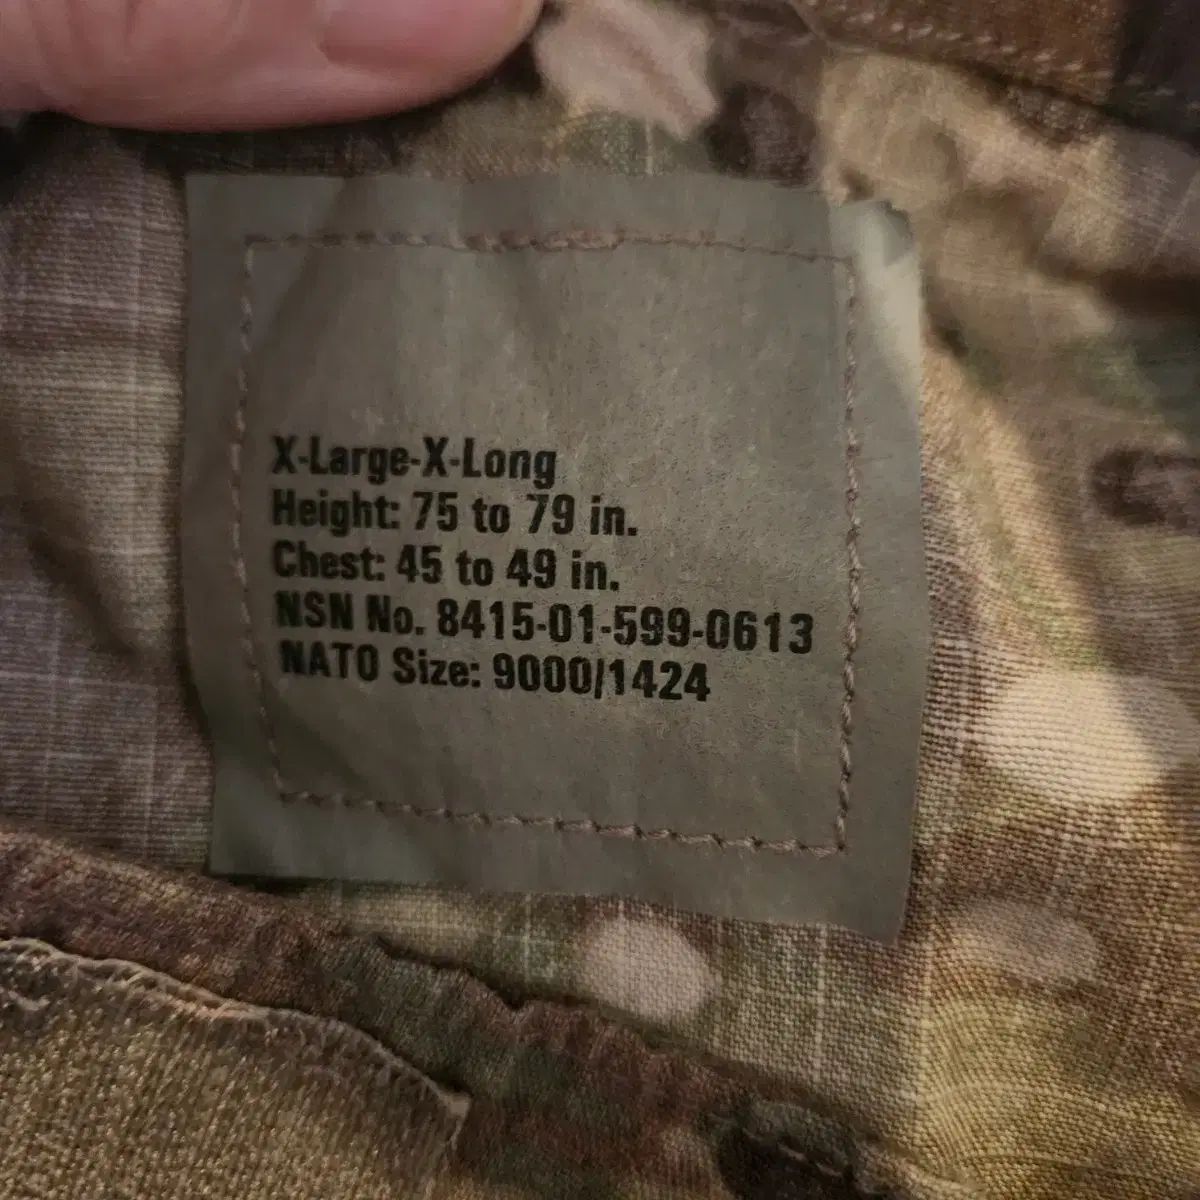 X-Large-X-Long
Height: 75 to 79 in.
Chest: 45 to 49 in.
NSN No. 8415-01-599-0613
NATO Size: 9000/1424